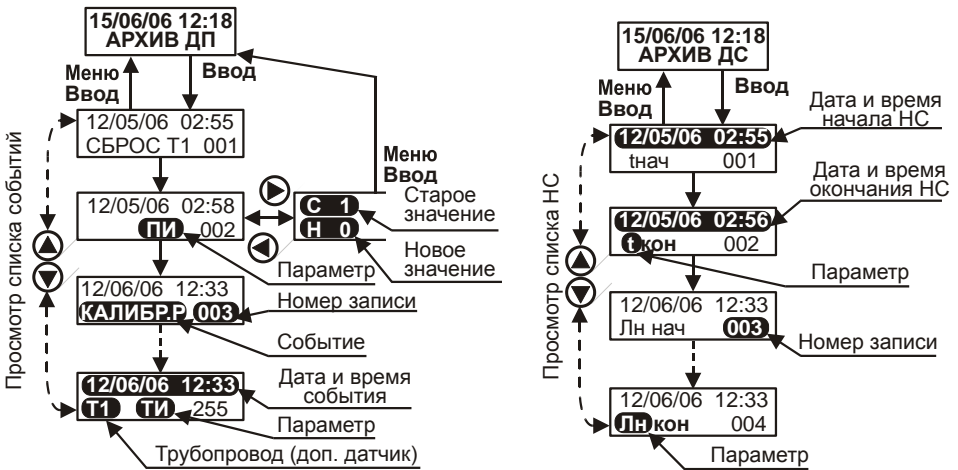 15/06/06 12:18
АРХИВ ДП
Меню
Ввод
Ввод
12/05/06 02:55
СБРОС Т1 001
Меню
Ввод
12/05/06 02:58
ПИ 002
С 1
Н 0
Старое
значение
Новое
значение
Параметр
12/06/06 12:33
КАЛИБР.Р 003
Номер записи
Событие
12/06/06 12:33
Т1 ТИ 255
Дата и время
события
Параметр
Трубопровод (доп. датчик)
Просмотр списка событий
15/06/06 12:18
АРХИВ ДС
Меню
Ввод
Ввод
12/05/06 02:55
tнач 001
Дата и время
начала НС
Дата и время
окончания НС
12/05/06 02:56
tкон 002
Параметр
12/06/06 12:33
Лн нач 003
Номер записи
12/06/06 12:33
Лн кон 004
Параметр
Просмотр списка НС